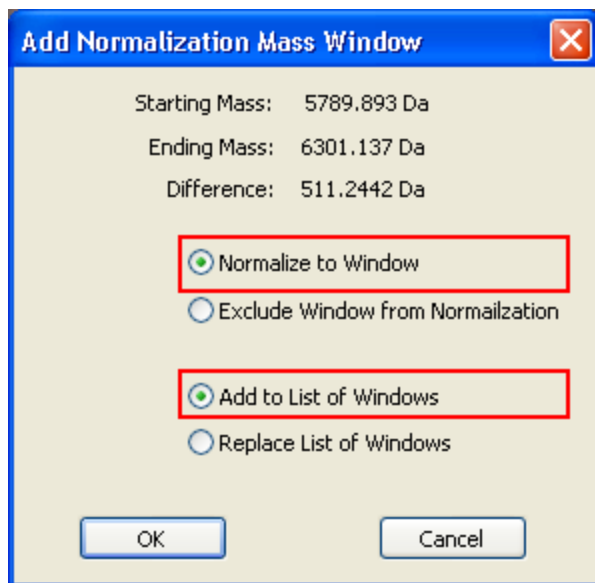 Add Normalization Mass Window
Starting Mass: 5789.893 Da
Ending Mass: 6301.137 Da
Difference: 511.2442 Da
Normalize to Window
Exclude Window from Normailzation
Add to List of Windows
Replace List of Windows
OK Cancel